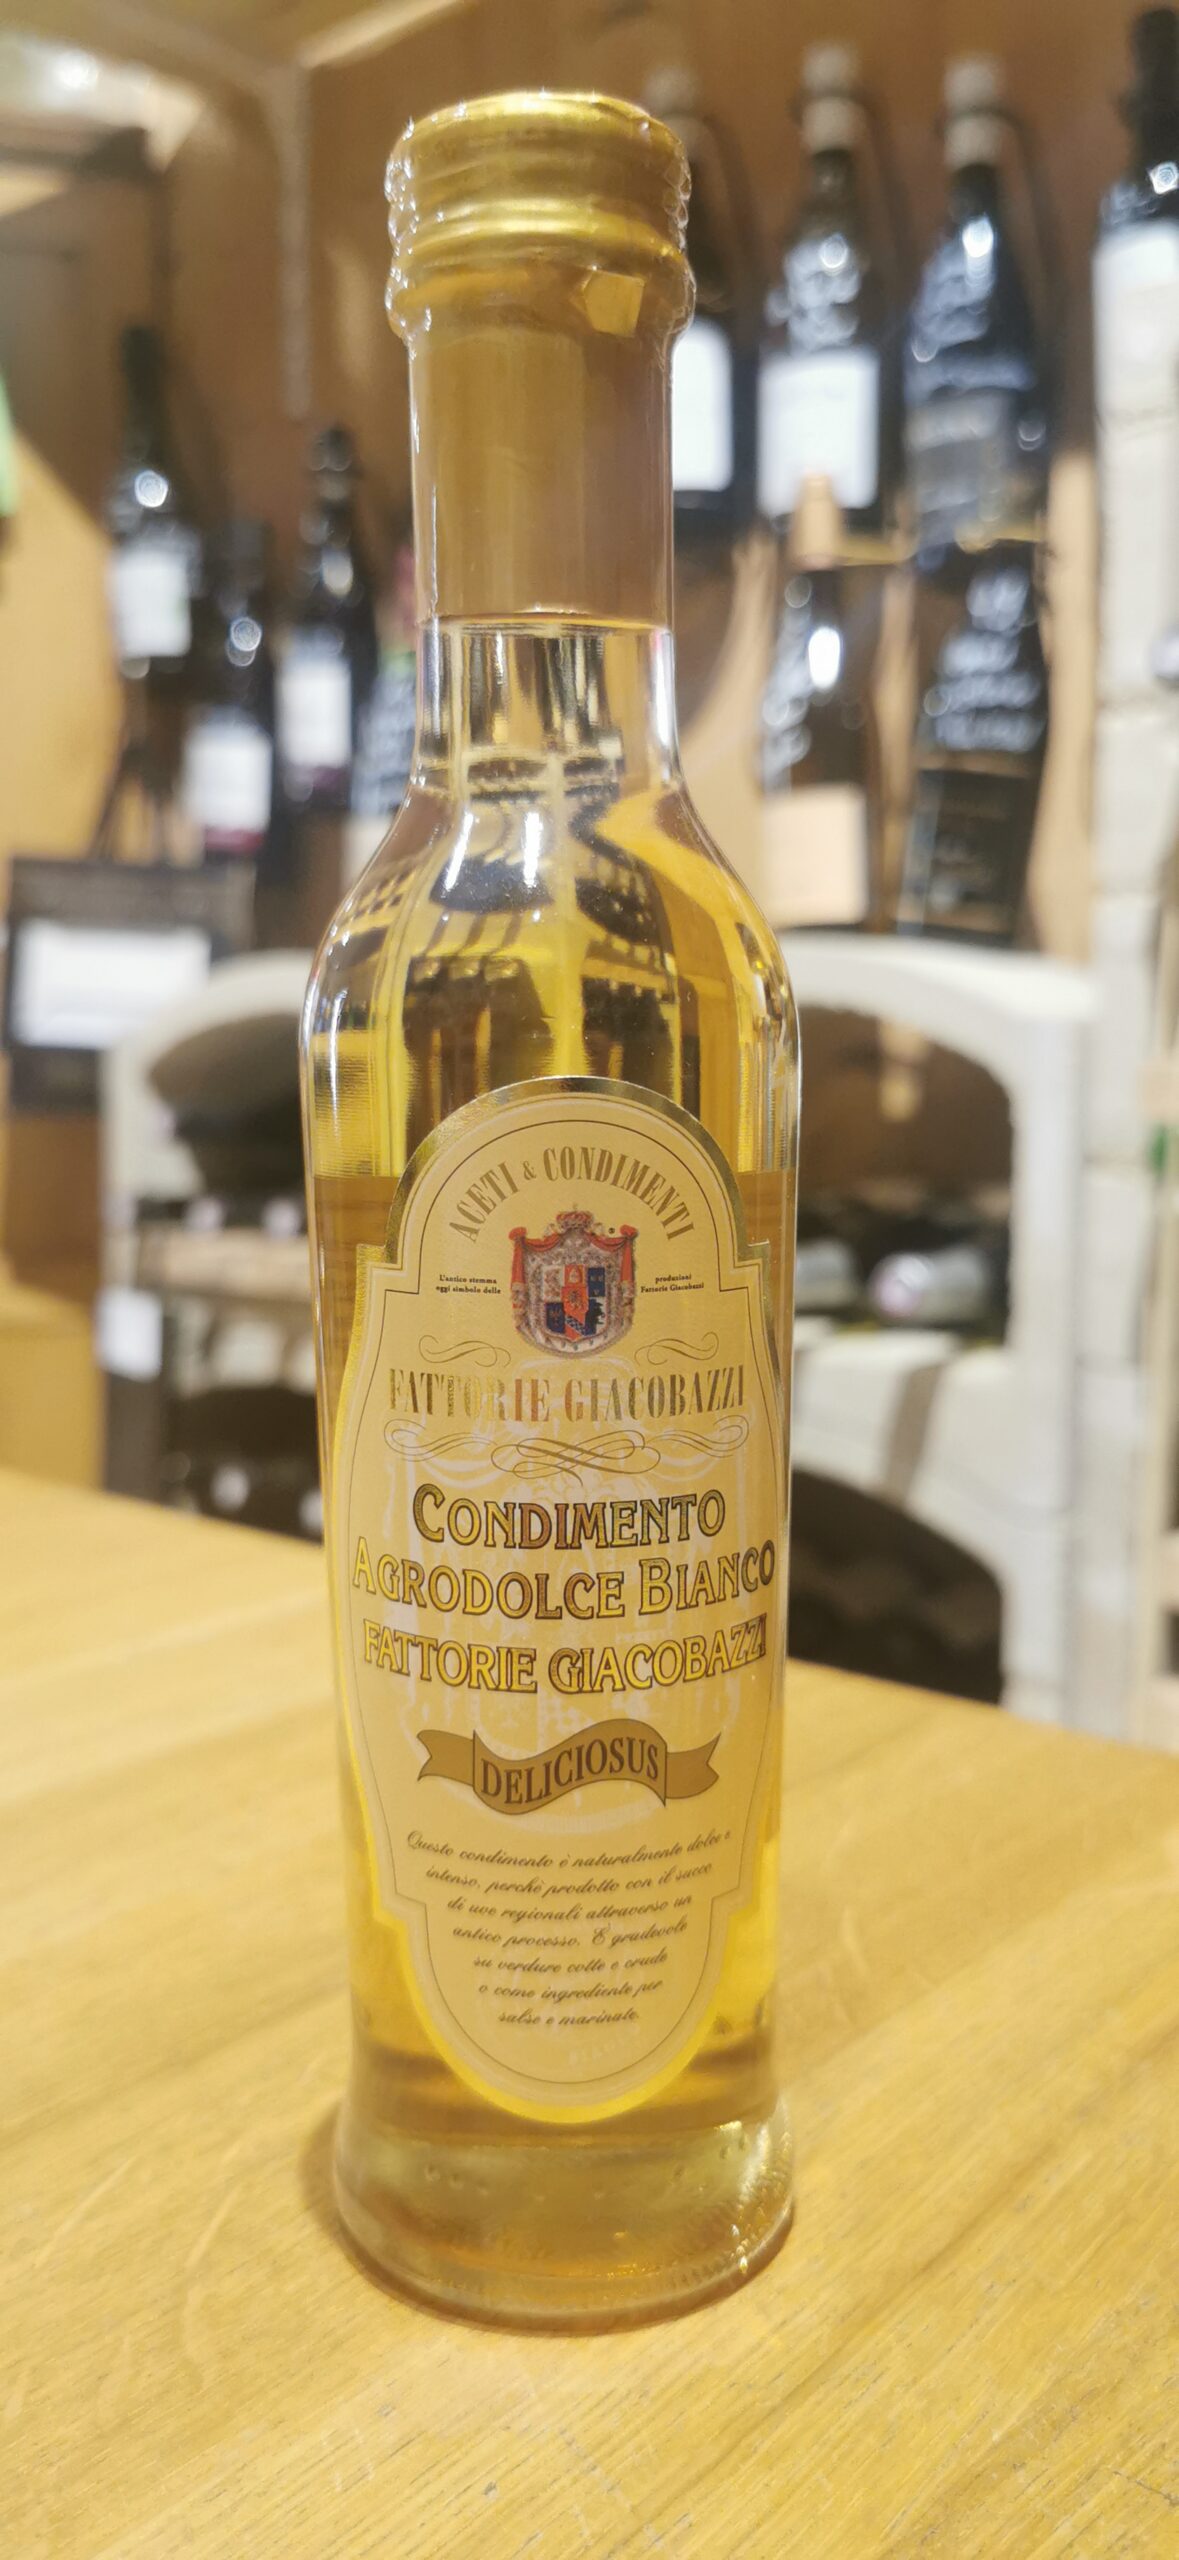 ACETI & CONDIMENTI
L'antico stemma
oggi simbolo delle
produzioni
Fattorie Giacobazzi
FATTORIE GIACOBAZZI
CONDIMENTO
AGRODOLCE BIANCO
FATTORIE GIACOBAZZI
DELICIOSUS
Questo condimento è naturalmente dolce e
intenso, perchè prodotto con il succo
di uve regionali attraverso un
antico processo. È gradevole
su verdure cotte e crude
o come ingrediente per
salse e marinate.